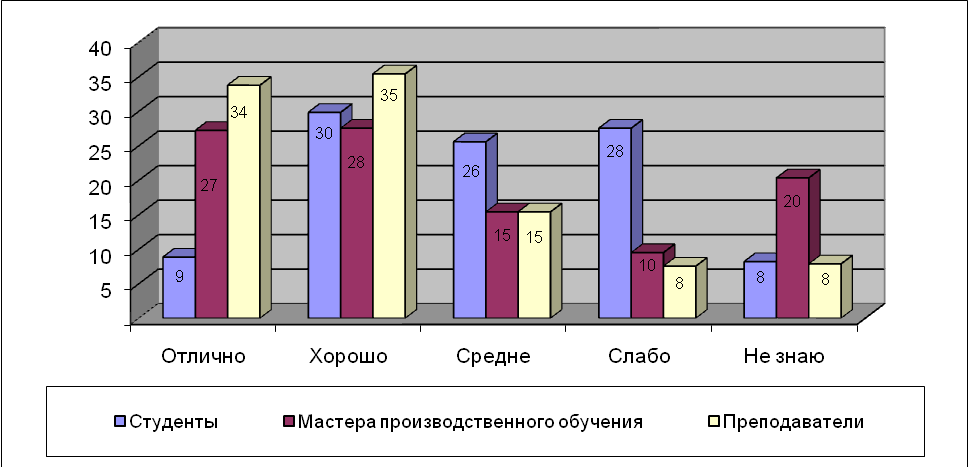 40
35
30
25
20
15
10
5
9
27
34
30
28
35
26
15
15
28
10
8
8
20
8
Отлично
Хорошо
Средне
Слабо
Не знаю
Студенты
Мастера производственного обучения
Преподаватели